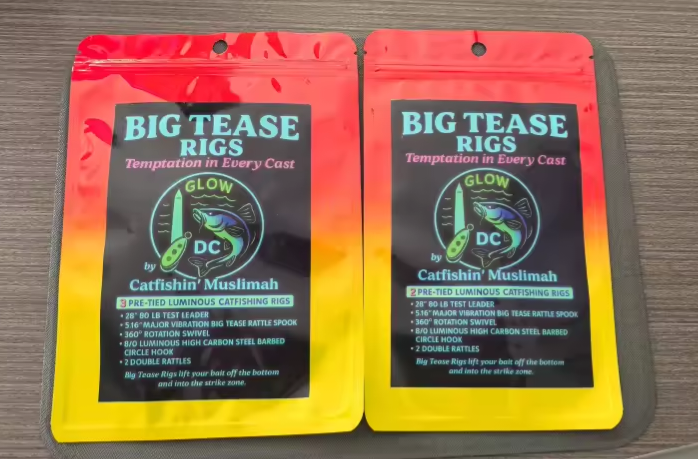 BIG TEASE
RIGS
Temptation in Every Cast
GLOW
DC
by
Catfishin' Muslimah
3 PRE-TIED LUMINOUS CATFISHING RIGS
• 28" 80 LB TEST LEADER
• 5.16" MAJOR VIBRATION BIG TEASE RATTLE SPOOK
• 360° ROTATION SWIVEL
• 8/0 LUMINOUS HIGH CARBON STEEL BARBED
CIRCLE HOOK
• 2 DOUBLE RATTLES
Big Tease Rigs lift your bait off the bottom
and into the strike zone.
BIG TEASE
RIGS
Temptation in Every Cast
GLOW
DC
by
Catfishin' Muslimah
2 PRE-TIED LUMINOUS CATFISHING RIGS
• 28" 80 LB TEST LEADER
• 5.16" MAJOR VIBRATION BIG TEASE RATTLE SPOOK
• 360° ROTATION SWIVEL
• 8/0 LUMINOUS HIGH CARBON STEEL BARBED
CIRCLE HOOK
• 2 DOUBLE RATTLES
Big Tease Rigs lift your bait off the bottom
and into the strike zone.